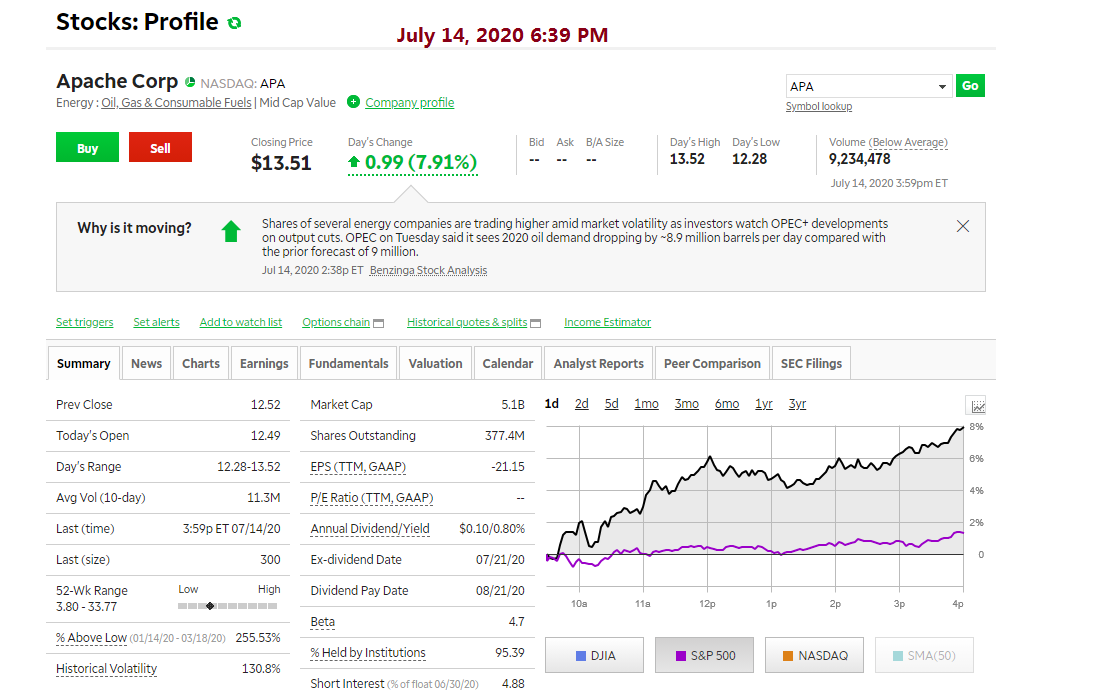 Stocks: Profile
July 14, 2020 6:39 PM
Apache Corp NASDAQ: APA
Energy : Oil, Gas & Consumable Fuels | Mid Cap Value Company profile
APA Go
Symbol lookup
Buy Sell
Closing Price Day's Change Bid Ask B/A Size Day's High Day's Low Volume (Below Average)
$13.51 0.99 (7.91%) -- -- -- 13.52 12.28 9,234,478
July 14, 2020 3:59pm ET
Why is it moving?
Shares of several energy companies are trading higher amid market volatility as investors watch OPEC+ developments
on output cuts. OPEC on Tuesday said it sees 2020 oil demand dropping by ~8.9 million barrels per day compared with
the prior forecast of 9 million.
Jul 14, 2020 2:38p ET Benzinga Stock Analysis
Set triggers Set alerts Add to watch list Options chain Historical quotes & splits Income Estimator
Summary News Charts Earnings Fundamentals Valuation Calendar Analyst Reports Peer Comparison SEC Filings
Prev Close 12.52
Today's Open 12.49
Day's Range 12.28-13.52
Avg Vol (10-day) 11.3M
Last (time) 3:59p ET 07/14/20
Last (size) 300
52-Wk Range Low High
3.80 - 33.77
% Above Low (01/14/20 - 03/18/20) 255.53%
Historical Volatility 130.8%
Market Cap 5.1B
Shares Outstanding 377.4M
EPS (TTM, GAAP) -21.15
P/E Ratio (TTM, GAAP) --
Annual Dividend/Yield $0.10/0.80%
Ex-dividend Date 07/21/20
Dividend Pay Date 08/21/20
Beta 4.7
% Held by Institutions 95.39
Short Interest (% of float 06/30/20) 4.88
1d 2d 5d 1mo 3mo 6mo 1yr 3yr
8%
6%
4%
2%
0
10a 11a 12p 1p 2p 3p 4p
DJIA S&P 500 NASDAQ SMA(50)